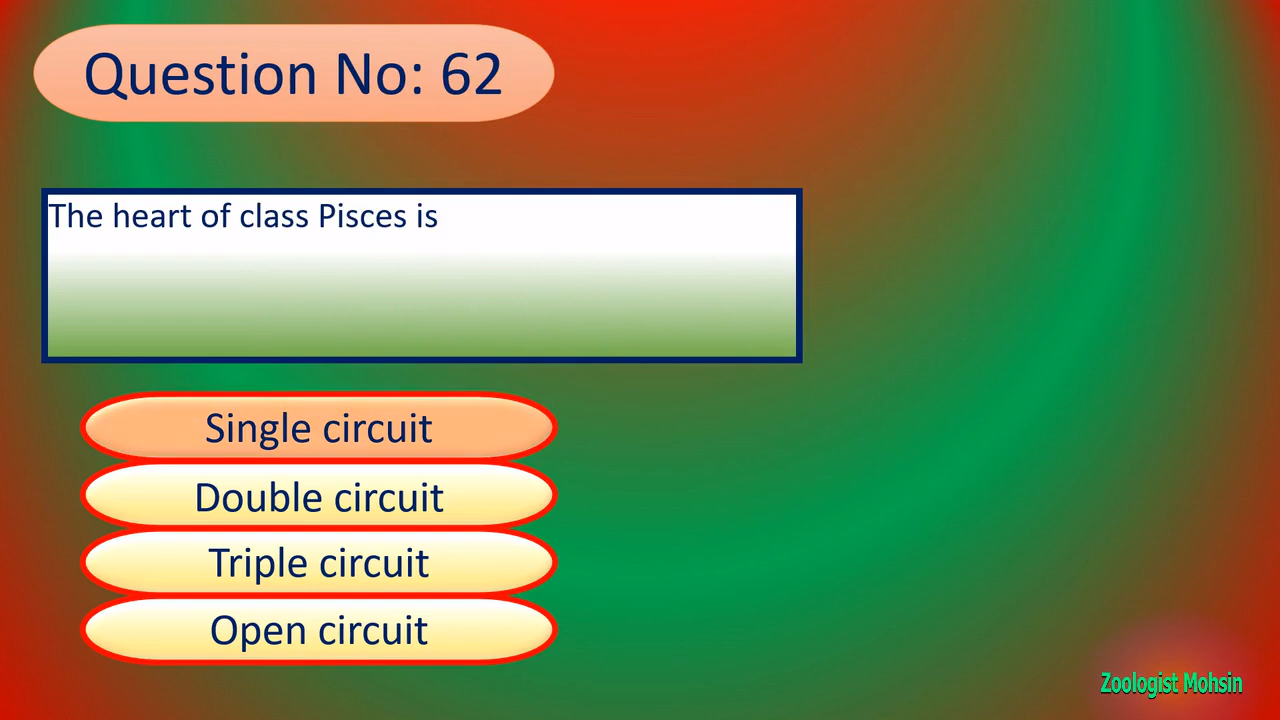 Question No: 62
The heart of class Pisces is
Single circuit
Double circuit
Triple circuit
Open circuit
Zoologist Mohsin